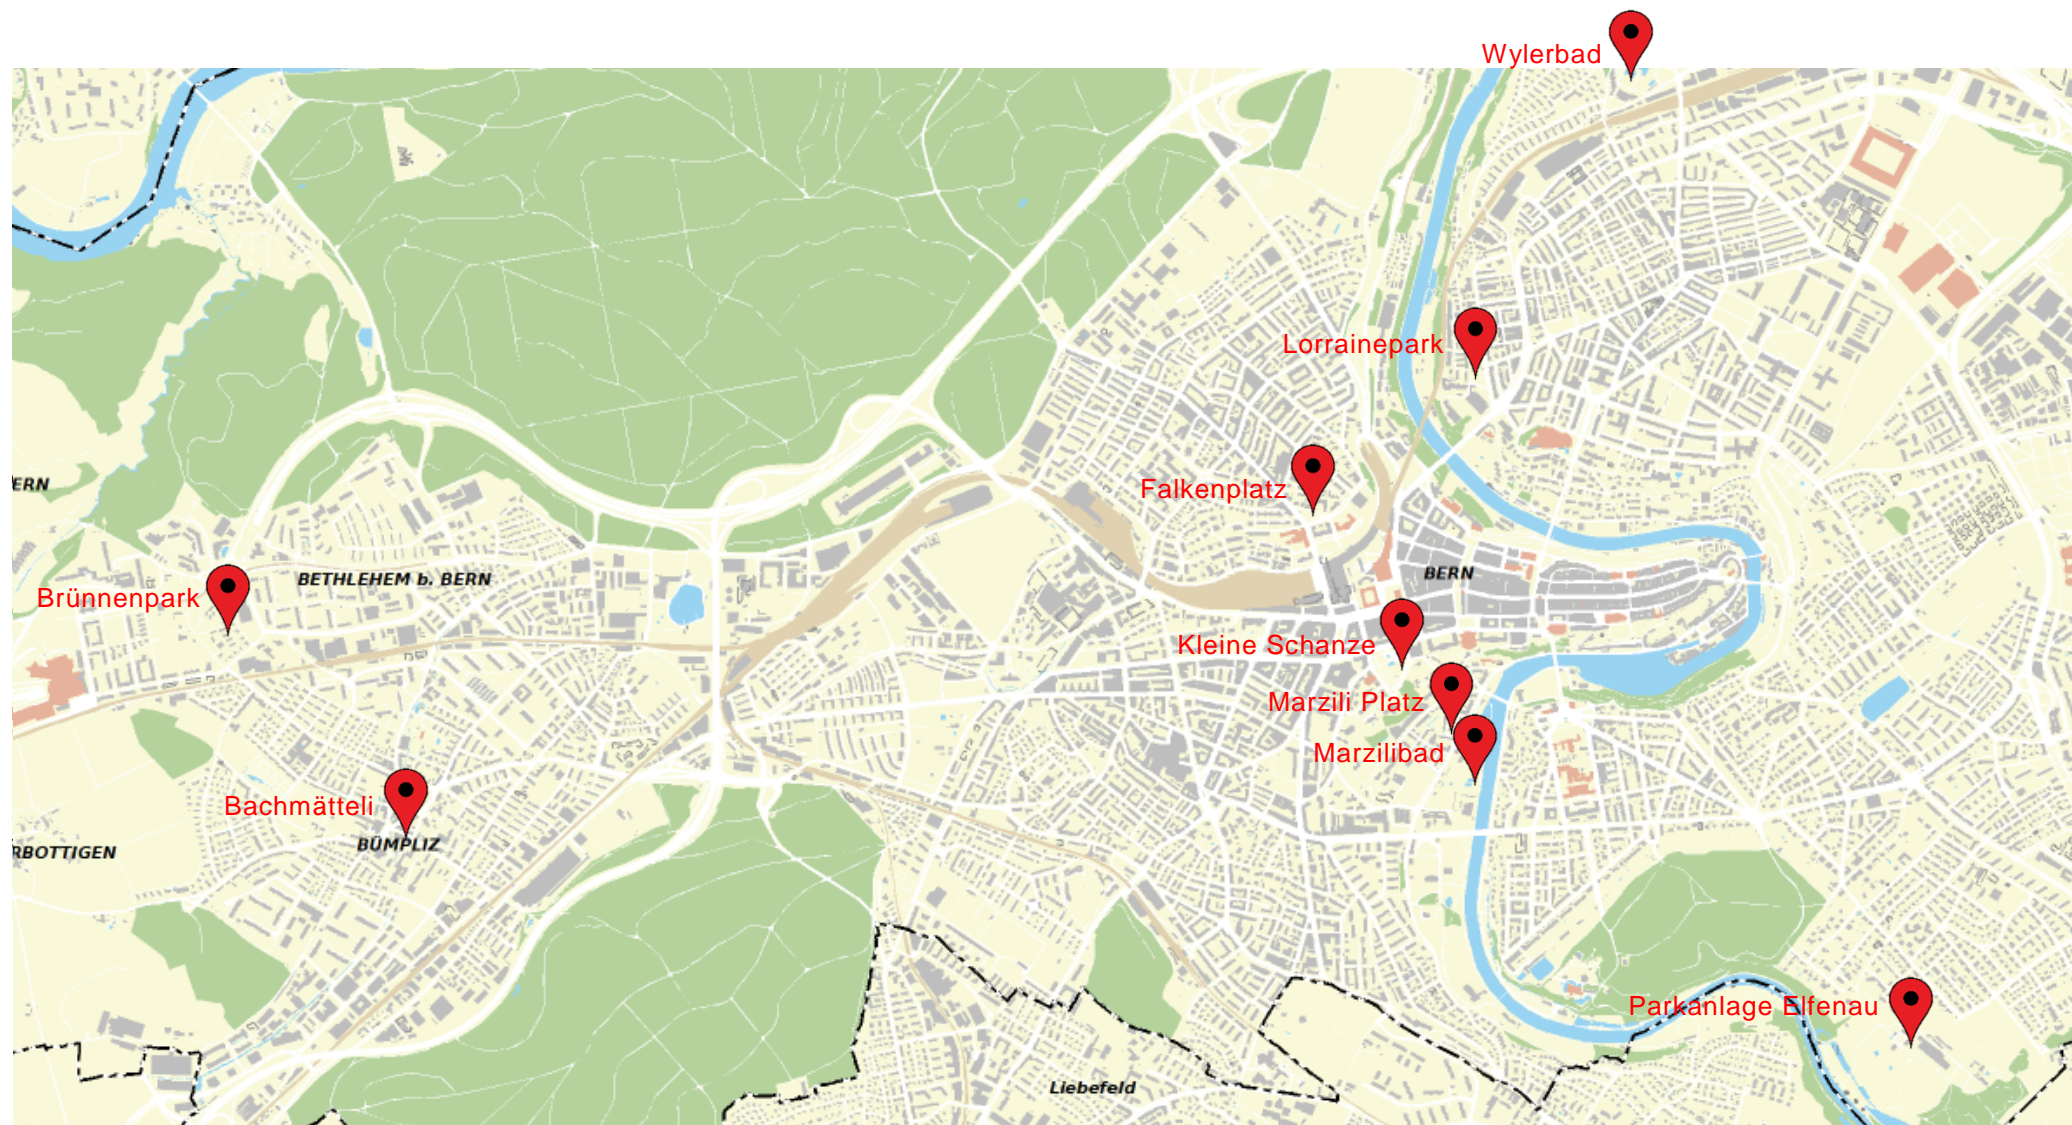 Wylerbad
Lorrainepark
Falkenplatz
ERN
BERN
BETHLEHEM b. BERN
Brünnenpark
Kleine Schanze
Marzili Platz
Marzilibad
Bachmätteli
BÜMPLIZ
RBOTTIGEN
Parkanlage Elfenau
Liebefeld